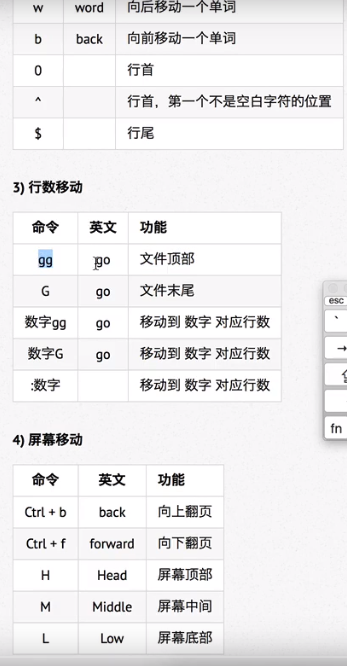 w word 向后移动一个单词
b back 向前移动一个单词
0 行首
^ 行首，第一个不是空白字符的位置
$ 行尾
3) 行数移动
命令 英文 功能
gg go 文件顶部
G go 文件末尾
数字gg go 移动到 数字 对应行数
数字G go 移动到 数字 对应行数
:数字 移动到 数字 对应行数
esc
`
→
fn
4) 屏幕移动
命令 英文 功能
Ctrl + b back 向上翻页
Ctrl + f forward 向下翻页
H Head 屏幕顶部
M Middle 屏幕中间
L Low 屏幕底部